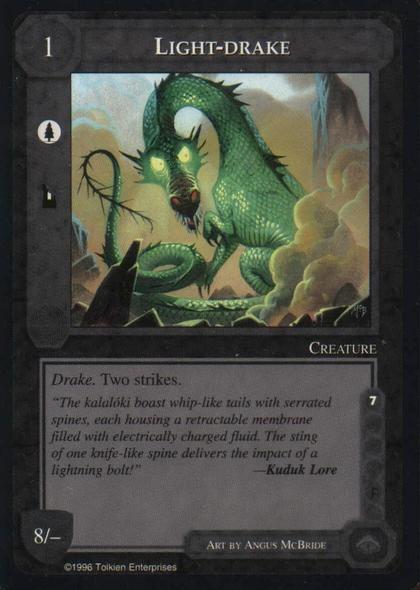 1
LIGHT-DRAKE
CREATURE
Drake. Two strikes.
"The kalalóki boast whip-like tails with serrated
spines, each housing a retractable membrane
filled with electrically charged fluid. The sting
of one knife-like spine delivers the impact of a
lightning bolt!" —Kuduk Lore
7
F
8/–
ART BY ANGUS MCBRIDE
©1996 Tolkien Enterprises